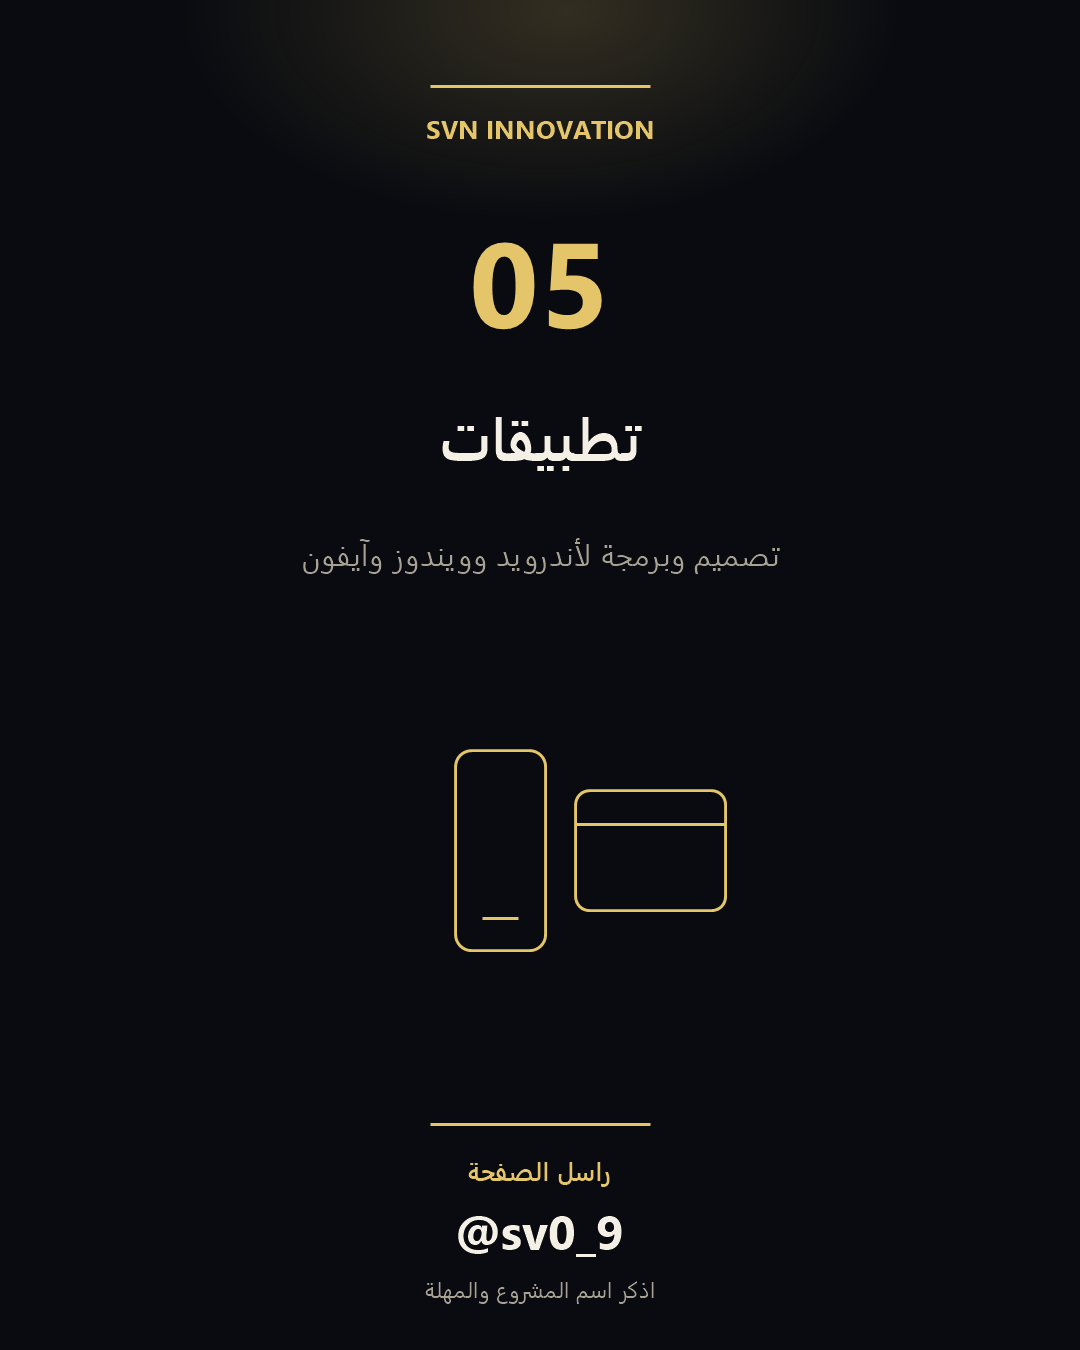 SVN INNOVATION
05
تطبيقات
تصميم وبرمجة لأندرويد وويندوز وآيفون
راسل الصفحة
@sv0_9
اذكر اسم المشروع والمهلة